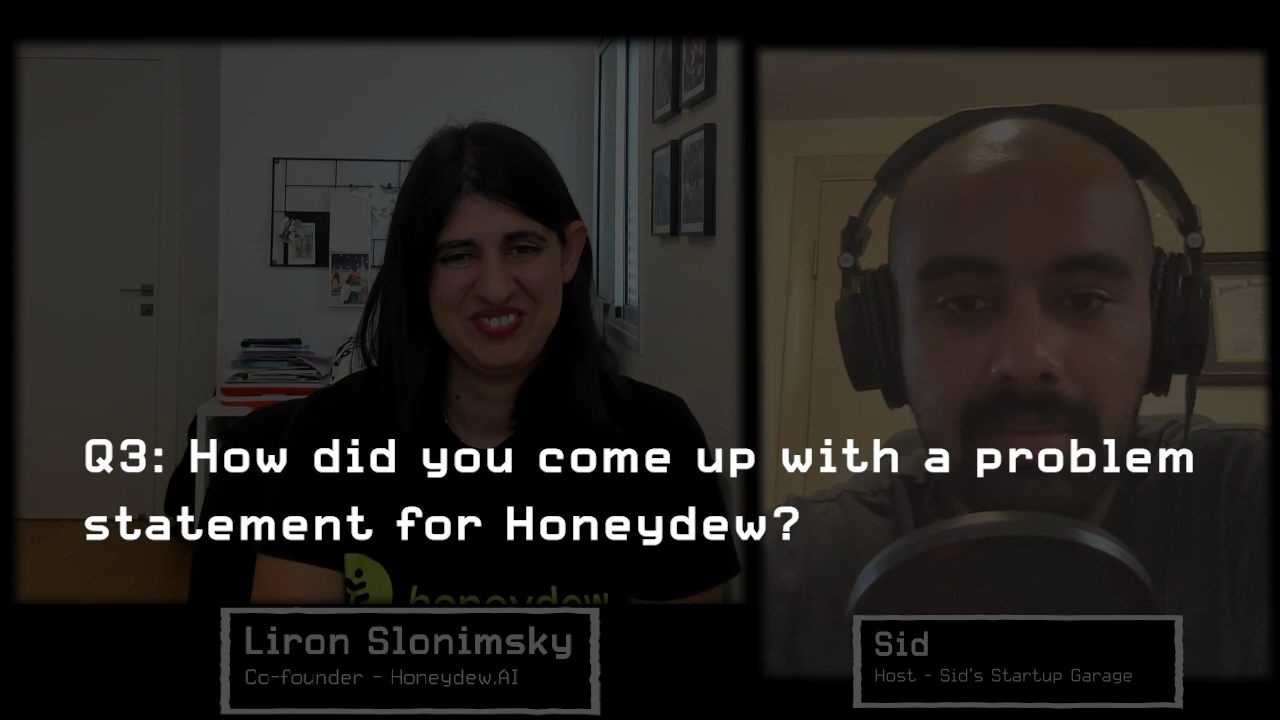 Q3: How did you come up with a problem
statement for Honeydew?
honeydew
Liron Slonimsky
Co-founder - Honeydew.AI
Sid
Host - Sid's Startup Garage